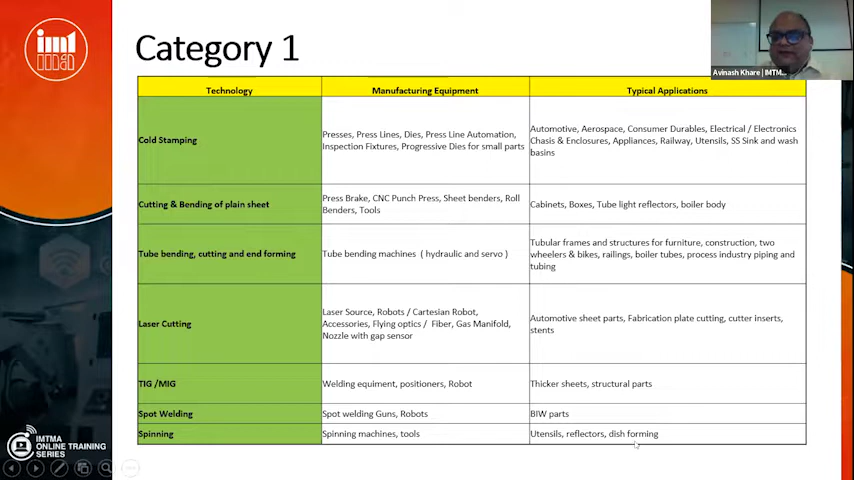 imt
ima
Category 1
Avinash Khare | IMTM...
Technology
Manufacturing Equipment
Typical Applications
Cold Stamping
Presses, Press Lines, Dies, Press Line Automation,
Inspection Fixtures, Progressive Dies for small parts
Automotive, Aerospace, Consumer Durables, Electrical / Electronics
Chasis & Enclosures, Appliances, Railway, Utensils, SS Sink and wash
basins
Cutting & Bending of plain sheet
Press Brake, CNC Punch Press, Sheet benders, Roll
Benders, Tools
Cabinets, Boxes, Tube light reflectors, boiler body
Tube bending, cutting and end forming
Tube bending machines ( hydraulic and servo )
Tubular frames and structures for furniture, construction, two
wheelers & bikes, railings, boiler tubes, process industry piping and
tubing
Laser Cutting
Laser Source, Robots / Cartesian Robot,
Accessories, Flying optics / Fiber, Gas Manifold,
Nozzle with gap sensor
Automotive sheet parts, Fabrication plate cutting, cutter inserts,
stents
TIG /MIG
Welding equiment, positioners, Robot
Thicker sheets, structural parts
Spot Welding
Spot welding Guns, Robots
BIW parts
Spinning
Spinning machines, tools
Utensils, reflectors, dish forming
IMTMA
ONLINE TRAINING
SERIES